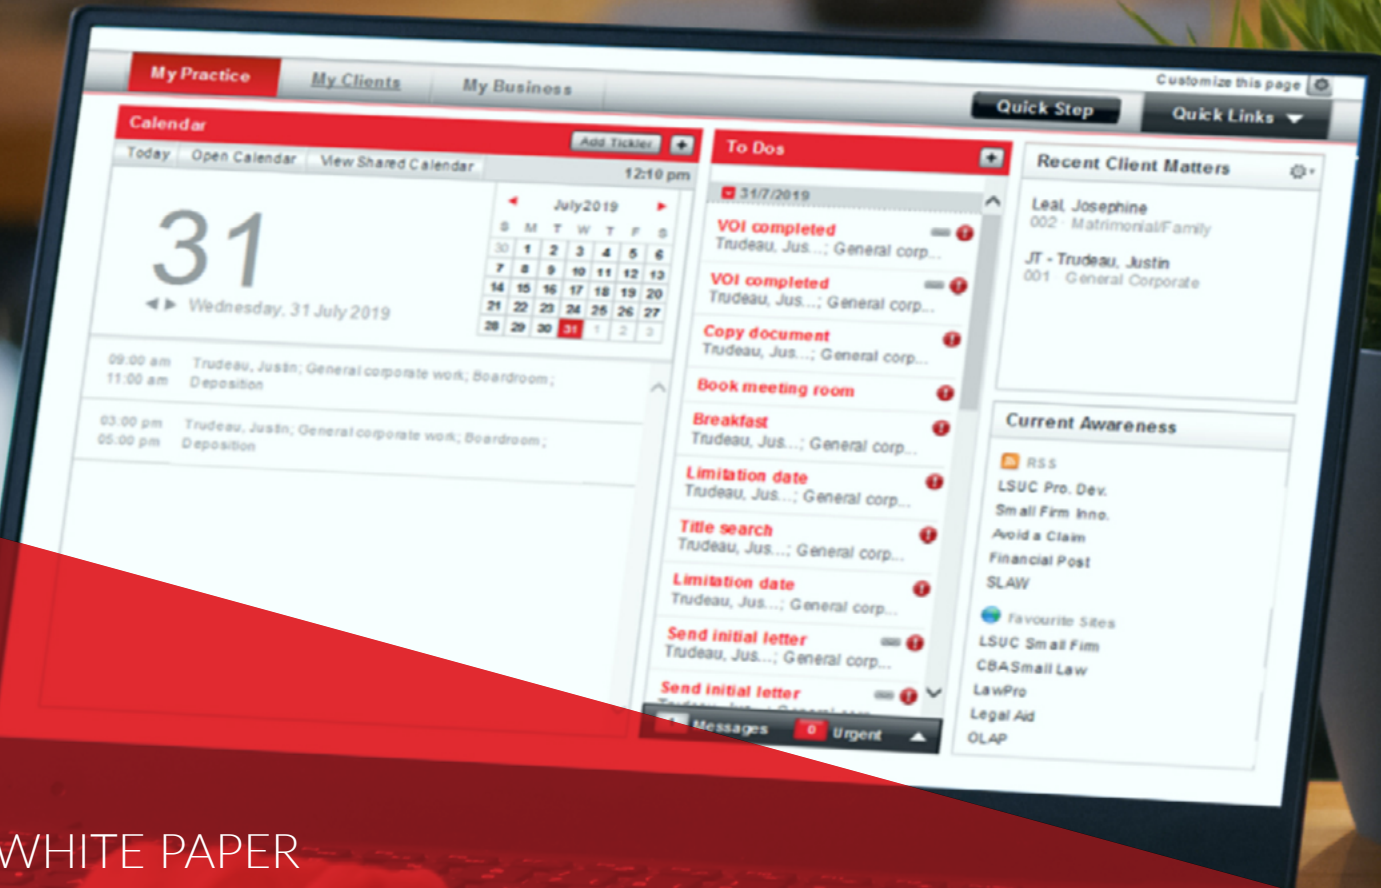 Customize this page
My Practice
My Clients
My Business
Quick Step
Quick Links
Calendar
Add Tickler
+
Today
Open Calendar
View Shared Calendar
12:10 pm
31
Wednesday, 31 July 2019
July 2019
S M T W T F S
30 1 2 3 4 5 6
7 8 9 10 11 12 13
14 15 16 17 18 19 20
21 22 23 24 25 26 27
28 29 30 31 1 2 3
09:00 am
11:00 am
Trudeau, Justin; General corporate work; Boardroom;
Deposition
03:00 pm
05:00 pm
Trudeau, Justin; General corporate work; Boardroom;
Deposition
To Dos
+
31/7/2019
VOI completed
Trudeau, Jus...; General corp...
VOI completed
Trudeau, Jus...; General corp...
Copy document
Trudeau, Jus...; General corp...
Book meeting room
Breakfast
Trudeau, Jus...; General corp...
Limitation date
Trudeau, Jus...; General corp...
Title search
Trudeau, Jus...; General corp...
Limitation date
Trudeau, Jus...; General corp...
Send initial letter
Trudeau, Jus...; General corp...
Send initial letter
Messages
0 Urgent
Recent Client Matters
Leal, Josephine
002 · Matrimonial/Family
JT - Trudeau, Justin
001 General Corporate
Current Awareness
RSS
LSUC Pro. Dev.
Small Firm Inno.
Avoid a Claim
Financial Post
SLAW
Favourite Sites
LSUC Small Firm
CBA Small Law
LawPro
Legal Aid
OLAP
WHITE PAPER